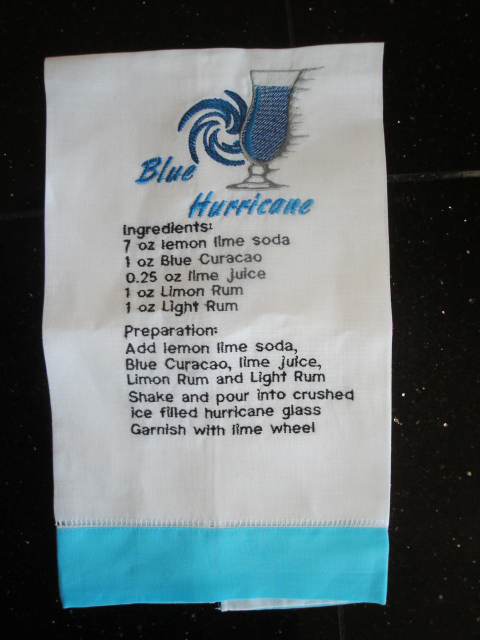 Blue
Hurricane
Ingredients:
7 oz lemon lime soda
1 oz Blue Curacao
0.25 oz lime juice
1 oz Limon Rum
1 oz Light Rum
Preparation:
Add lemon lime soda,
Blue Curacao, lime juice,
Limon Rum and Light Rum
Shake and pour into crushed
ice filled hurricane glass
Garnish with lime wheel